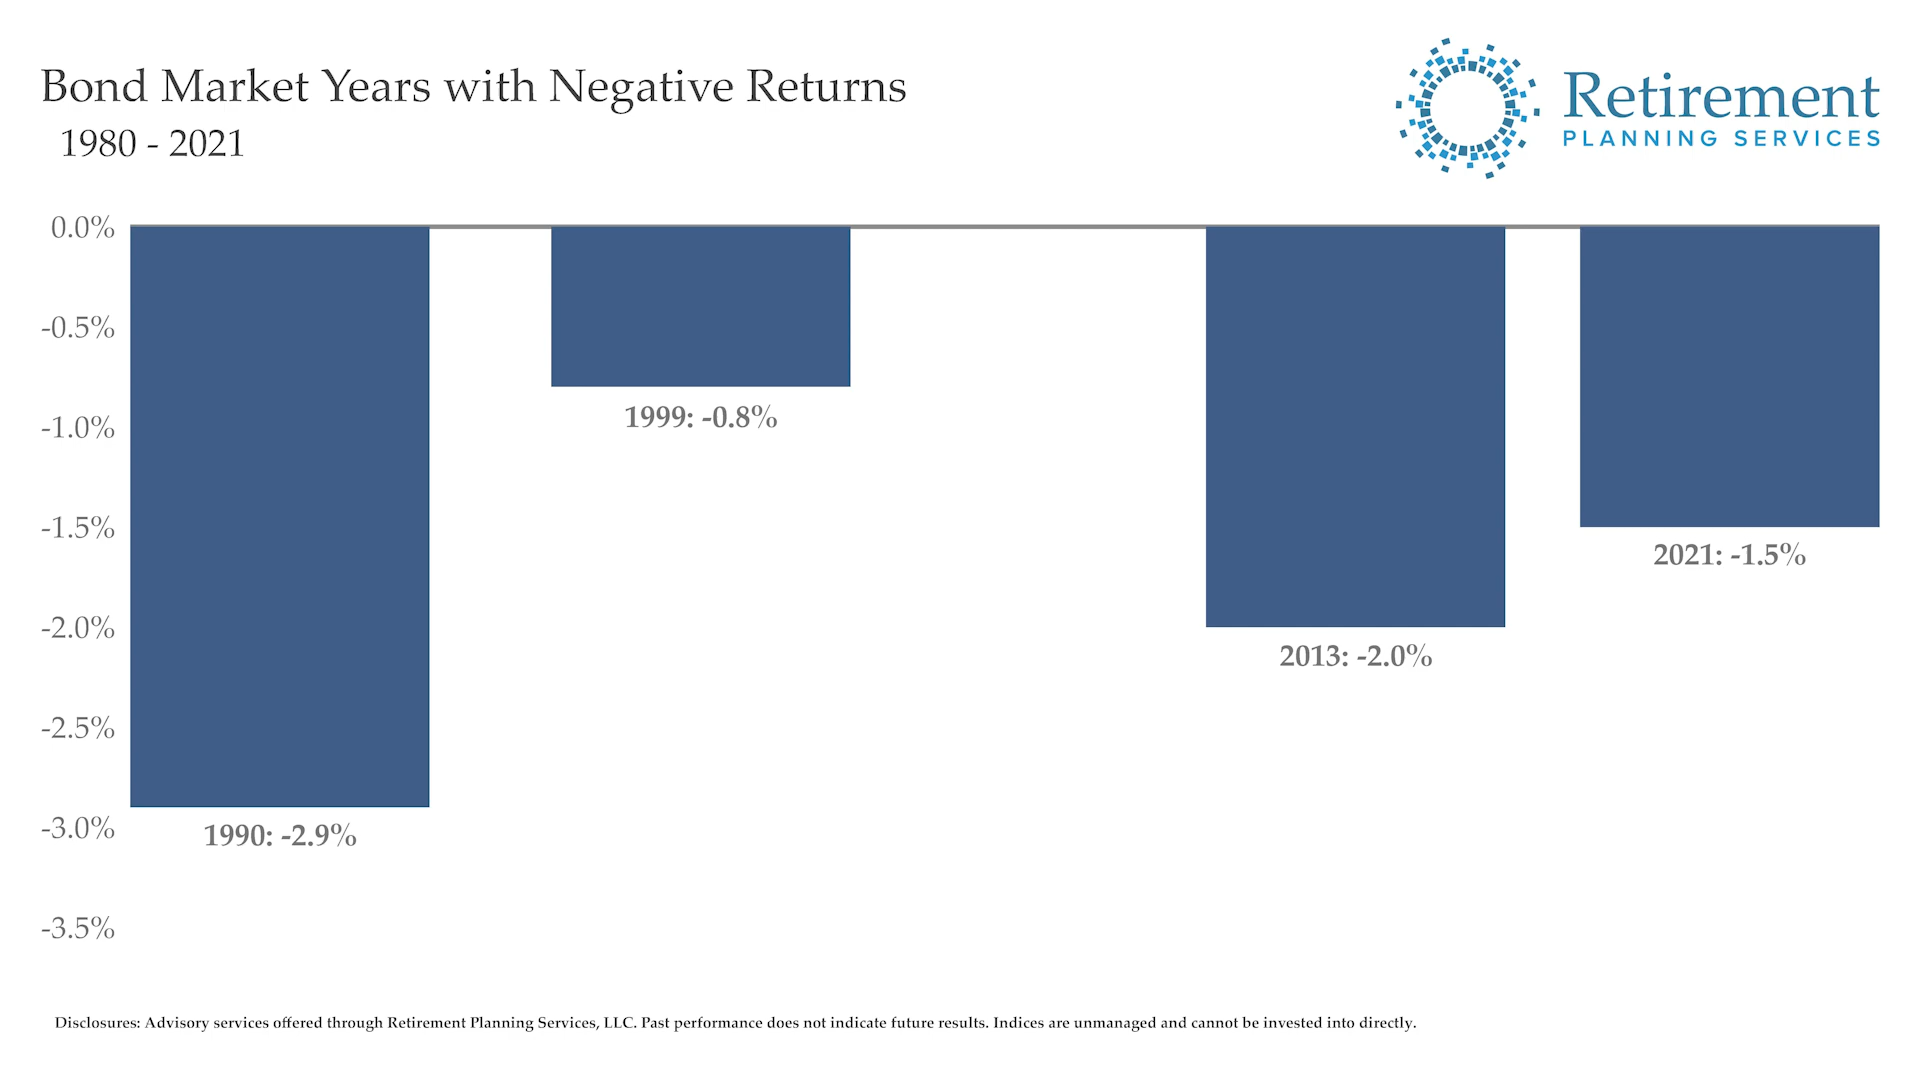 Bond Market Years with Negative Returns
1980 - 2021
Retirement
PLANNING SERVICES
0.0%
-0.5%
-1.0%
-1.5%
-2.0%
-2.5%
-3.0%
-3.5%
1990: -2.9%
1999: -0.8%
2013: -2.0%
2021: -1.5%
Disclosures: Advisory services offered through Retirement Planning Services, LLC. Past performance does not indicate future results. Indices are unmanaged and cannot be invested into directly.